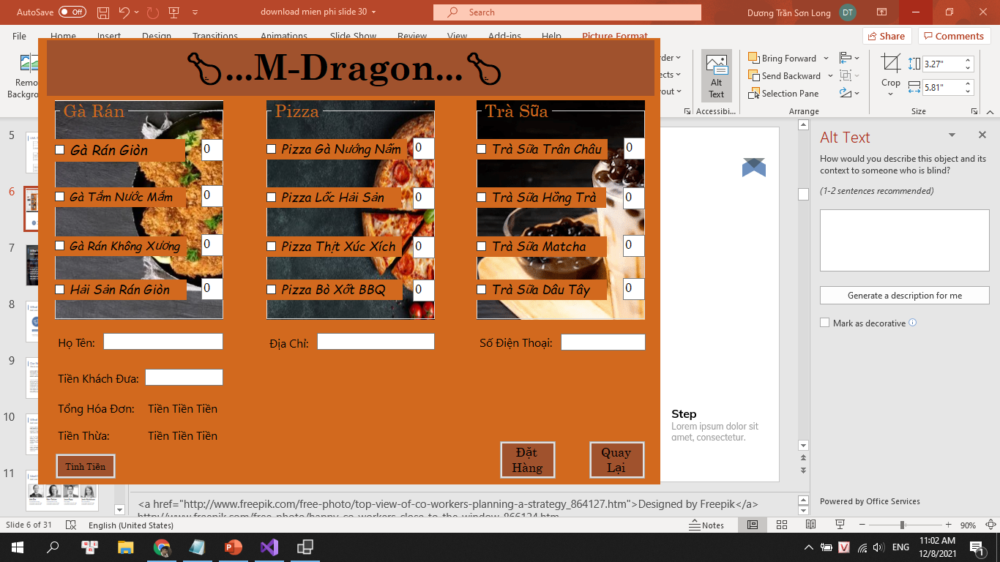 AutoSave Off
download mien phi slide 30
Search
Dương Trần Sơn Long DT
File Home Insert Design Transitions Animations Slide Show Review View Add-ins Help Picture Format
Share Comments
...M-Dragon...
Bring Forward
Send Backward
Selection Pane
Alt
Text
Crop
3.27"
5.81"
Accessibi...
Arrange
Size
Gà Rán
Gà Rán Giòn 0
Gà Tắm Nước Mắm 0
Gà Rán Không Xương 0
Hải Sản Rán Giòn 0
Pizza
Pizza Gà Nướng Nấm 0
Pizza Lốc Hải Sản 0
Pizza Thịt Xúc Xích 0
Pizza Bò Xốt BBQ 0
Trà Sữa
Trà Sữa Trân Châu 0
Trà Sữa Hồng Trà 0
Trà Sữa Matcha 0
Trà Sữa Dâu Tây 0
Họ Tên:
Địa Chỉ:
Số Điện Thoại:
Tiền Khách Đưa:
Tổng Hóa Đơn: Tiền Tiền Tiền
Tiền Thừa: Tiền Tiền Tiền
Tính Tiền
Đặt
Hàng
Quay
Lại
5
6
7
8
9
10
11
Step
Lorem ipsum dolor sit
amet, consectetur.
Alt Text
How would you describe this object and its
context to someone who is blind?
(1-2 sentences recommended)
Generate a description for me
Mark as decorative
Powered by Office Services
<a href="http://www.freepik.com/free-photo/top-view-of-co-workers-planning-a-strategy_864127.htm">Designed by Freepik</a>
Slide 6 of 31
English (United States)
Notes
90%
ENG
11:02 AM
12/8/2021
1